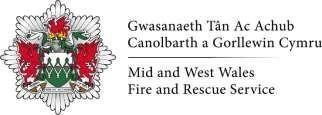 Gwasanaeth Tân Ac Achub
Canolbarth a Gorllewin Cymru
Mid and West Wales
Fire and Rescue Service